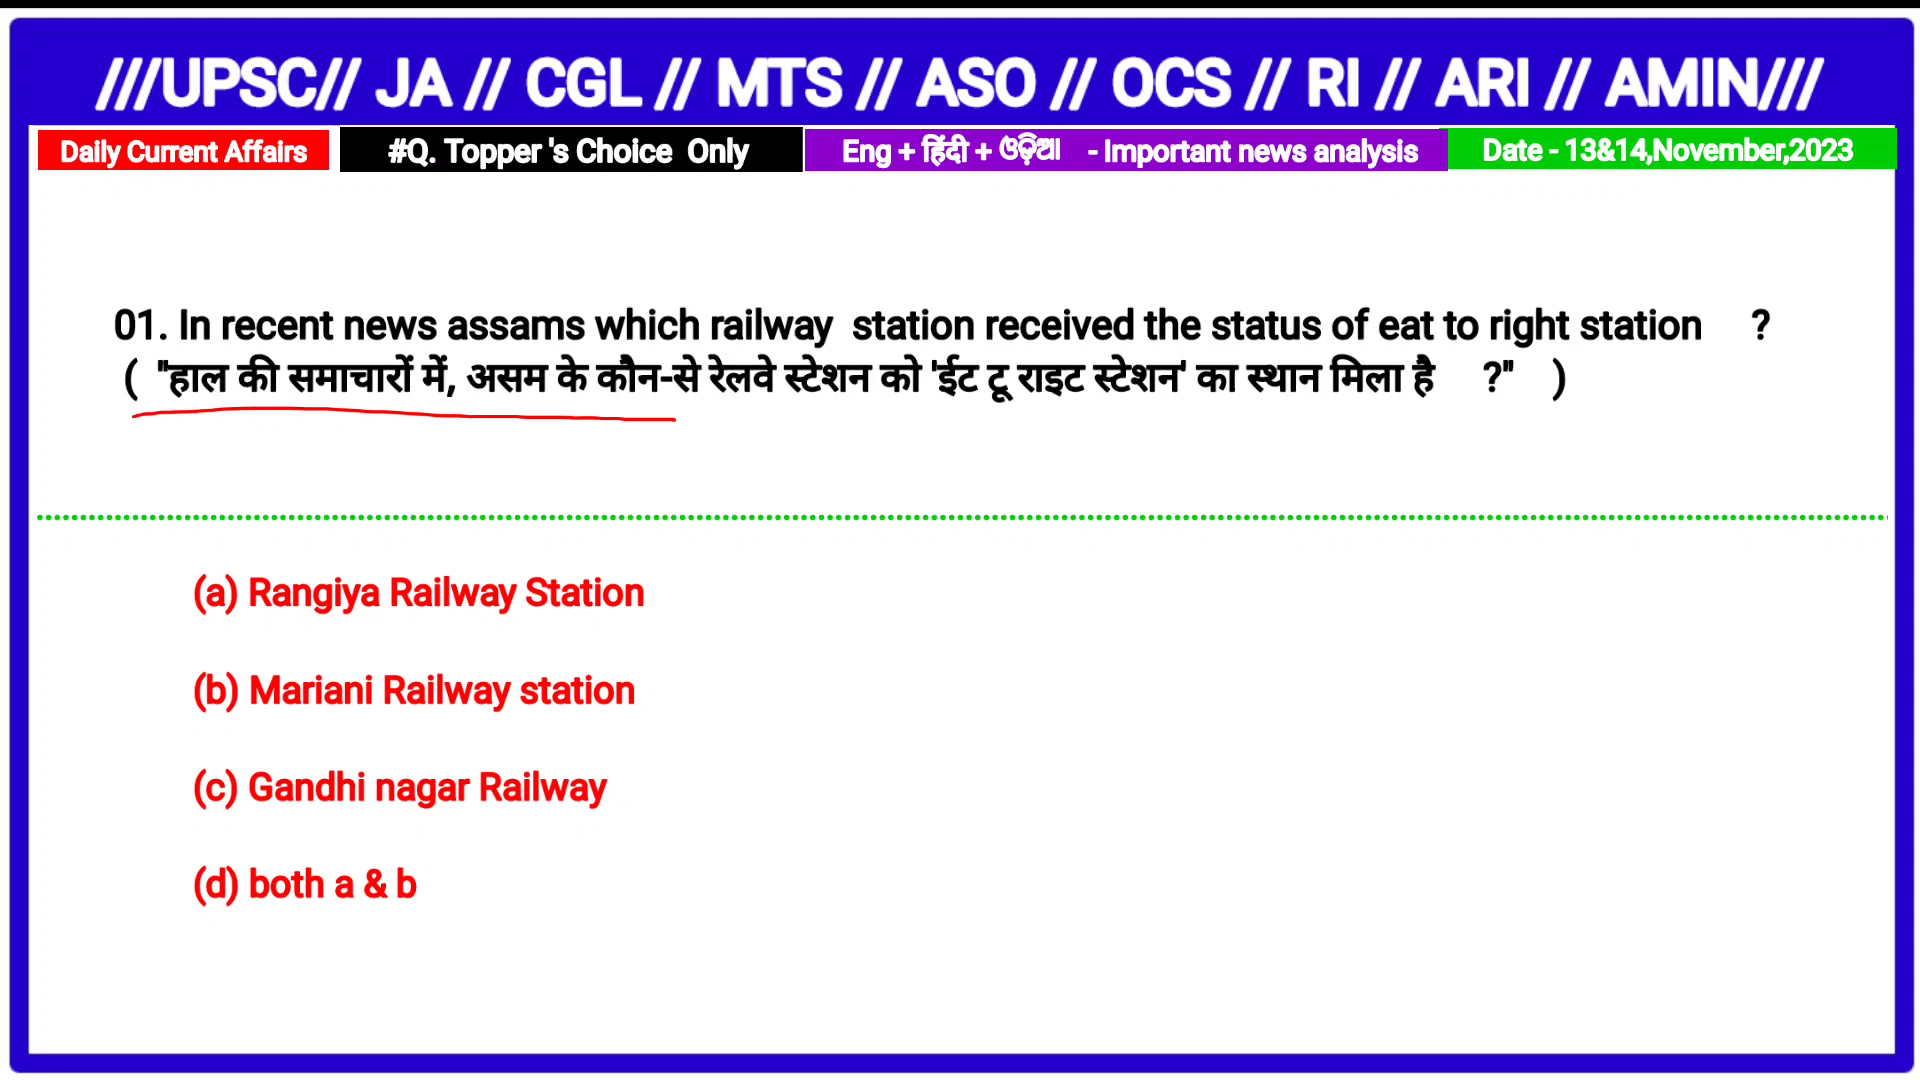 ///UPSC// JA // CGL // MTS // ASO // OCS // RI // ARI // AMIN///
Daily Current Affairs #Q. Topper 's Choice Only Eng + हिंदी + ଓଡ଼ିଆ - Important news analysis Date - 13&14,November,2023
01. In recent news assams which railway station received the status of eat to right station ?
( "हाल की समाचारों में, असम के कौन-से रेलवे स्टेशन को 'ईट टू राइट स्टेशन' का स्थान मिला है ?" )
(a) Rangiya Railway Station
(b) Mariani Railway station
(c) Gandhi nagar Railway
(d) both a & b